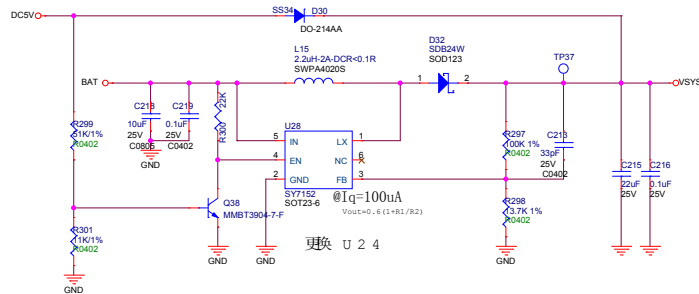 DC5V
SS34
D30
DO-214AA
L15
2.2uH-2A-DCR<0.1R
SWPA4020S
D32
SDB24W
SOD123
TP37
BAT
1
2
VSYS
C218
10uF
25V
C0805
C219
0.1uF
25V
C0402
22K
R300
R299
51K/1%
R0402
GND
U28
5
IN
LX
1
4
EN
NC
6
2
GND
FB
3
SY7152
SOT23-6
@Iq=100uA
Vout=0.6(1+R1/R2)
R297
100K 1%
R0402
C213
33pF
25V
C0402
C215
22uF
25V
C216
0.1uF
25V
Q38
MMBT3904-7-F
R298
13.7K 1%
R0402
R301
11K/1%
R0402
更换 U24
GND
GND
GND
GND
GND
GND